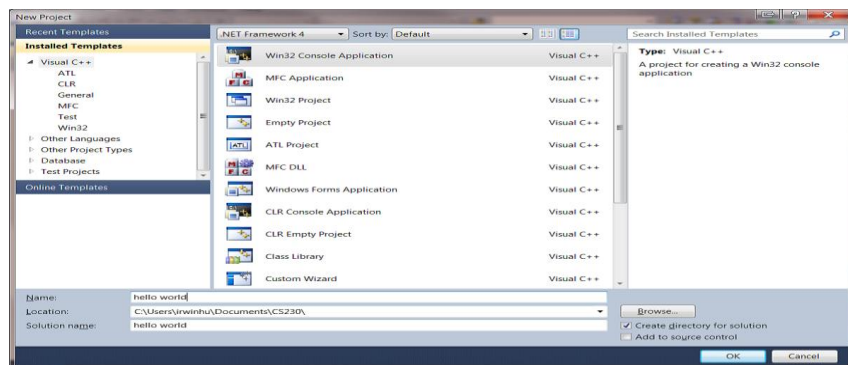 New Project
Recent Templates
.NET Framework 4 Sort by: Default
Search Installed Templates
Installed Templates
Visual C++
ATL
CLR
General
MFC
Test
Win32
Other Languages
Other Project Types
Database
Test Projects
Online Templates
Win32 Console Application Visual C++
MFC Application Visual C++
Win32 Project Visual C++
Empty Project Visual C++
ATL Project Visual C++
MFC DLL Visual C++
Windows Forms Application Visual C++
CLR Console Application Visual C++
CLR Empty Project Visual C++
Class Library Visual C++
Custom Wizard Visual C++
Type: Visual C++
A project for creating a Win32 console
application
Name: hello world
Location: C:\Users\irwinhu\Documents\CS230\
Browse...
Solution name: hello world
Create directory for solution
Add to source control
OK Cancel